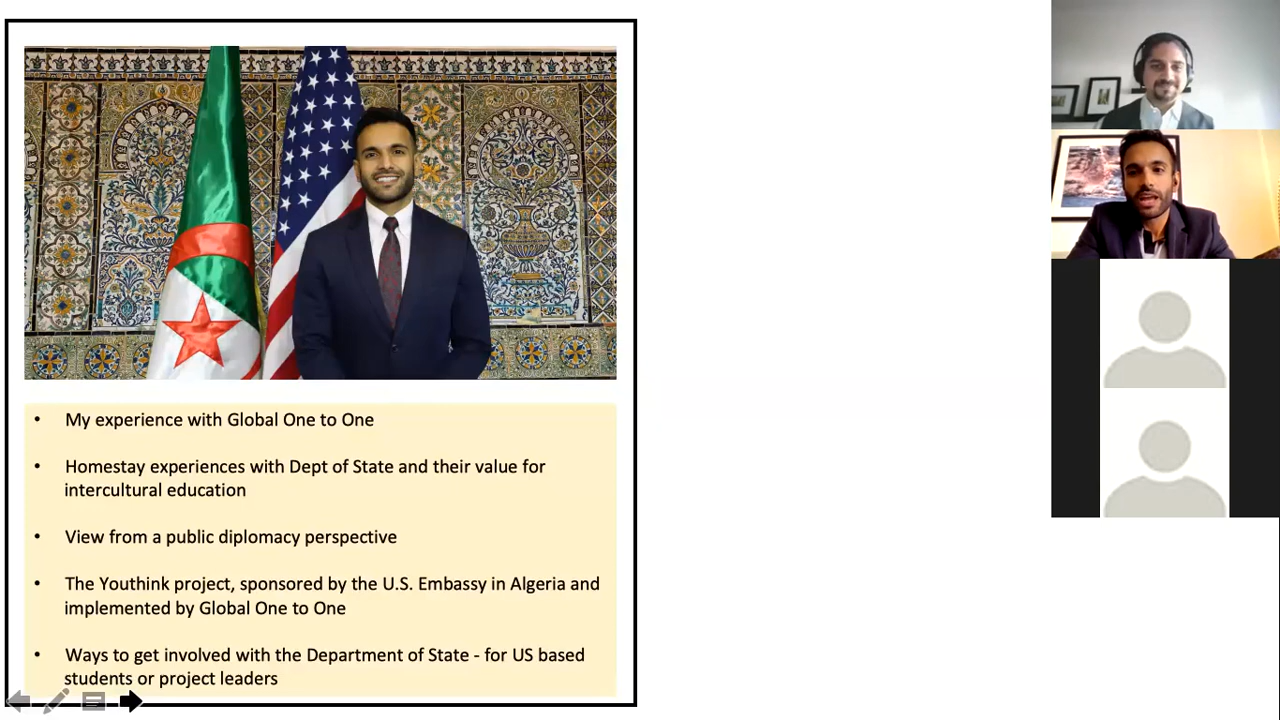 • My experience with Global One to One
• Homestay experiences with Dept of State and their value for
intercultural education
• View from a public diplomacy perspective
• The Youthink project, sponsored by the U.S. Embassy in Algeria and
implemented by Global One to One
• Ways to get involved with the Department of State - for US based
students or project leaders